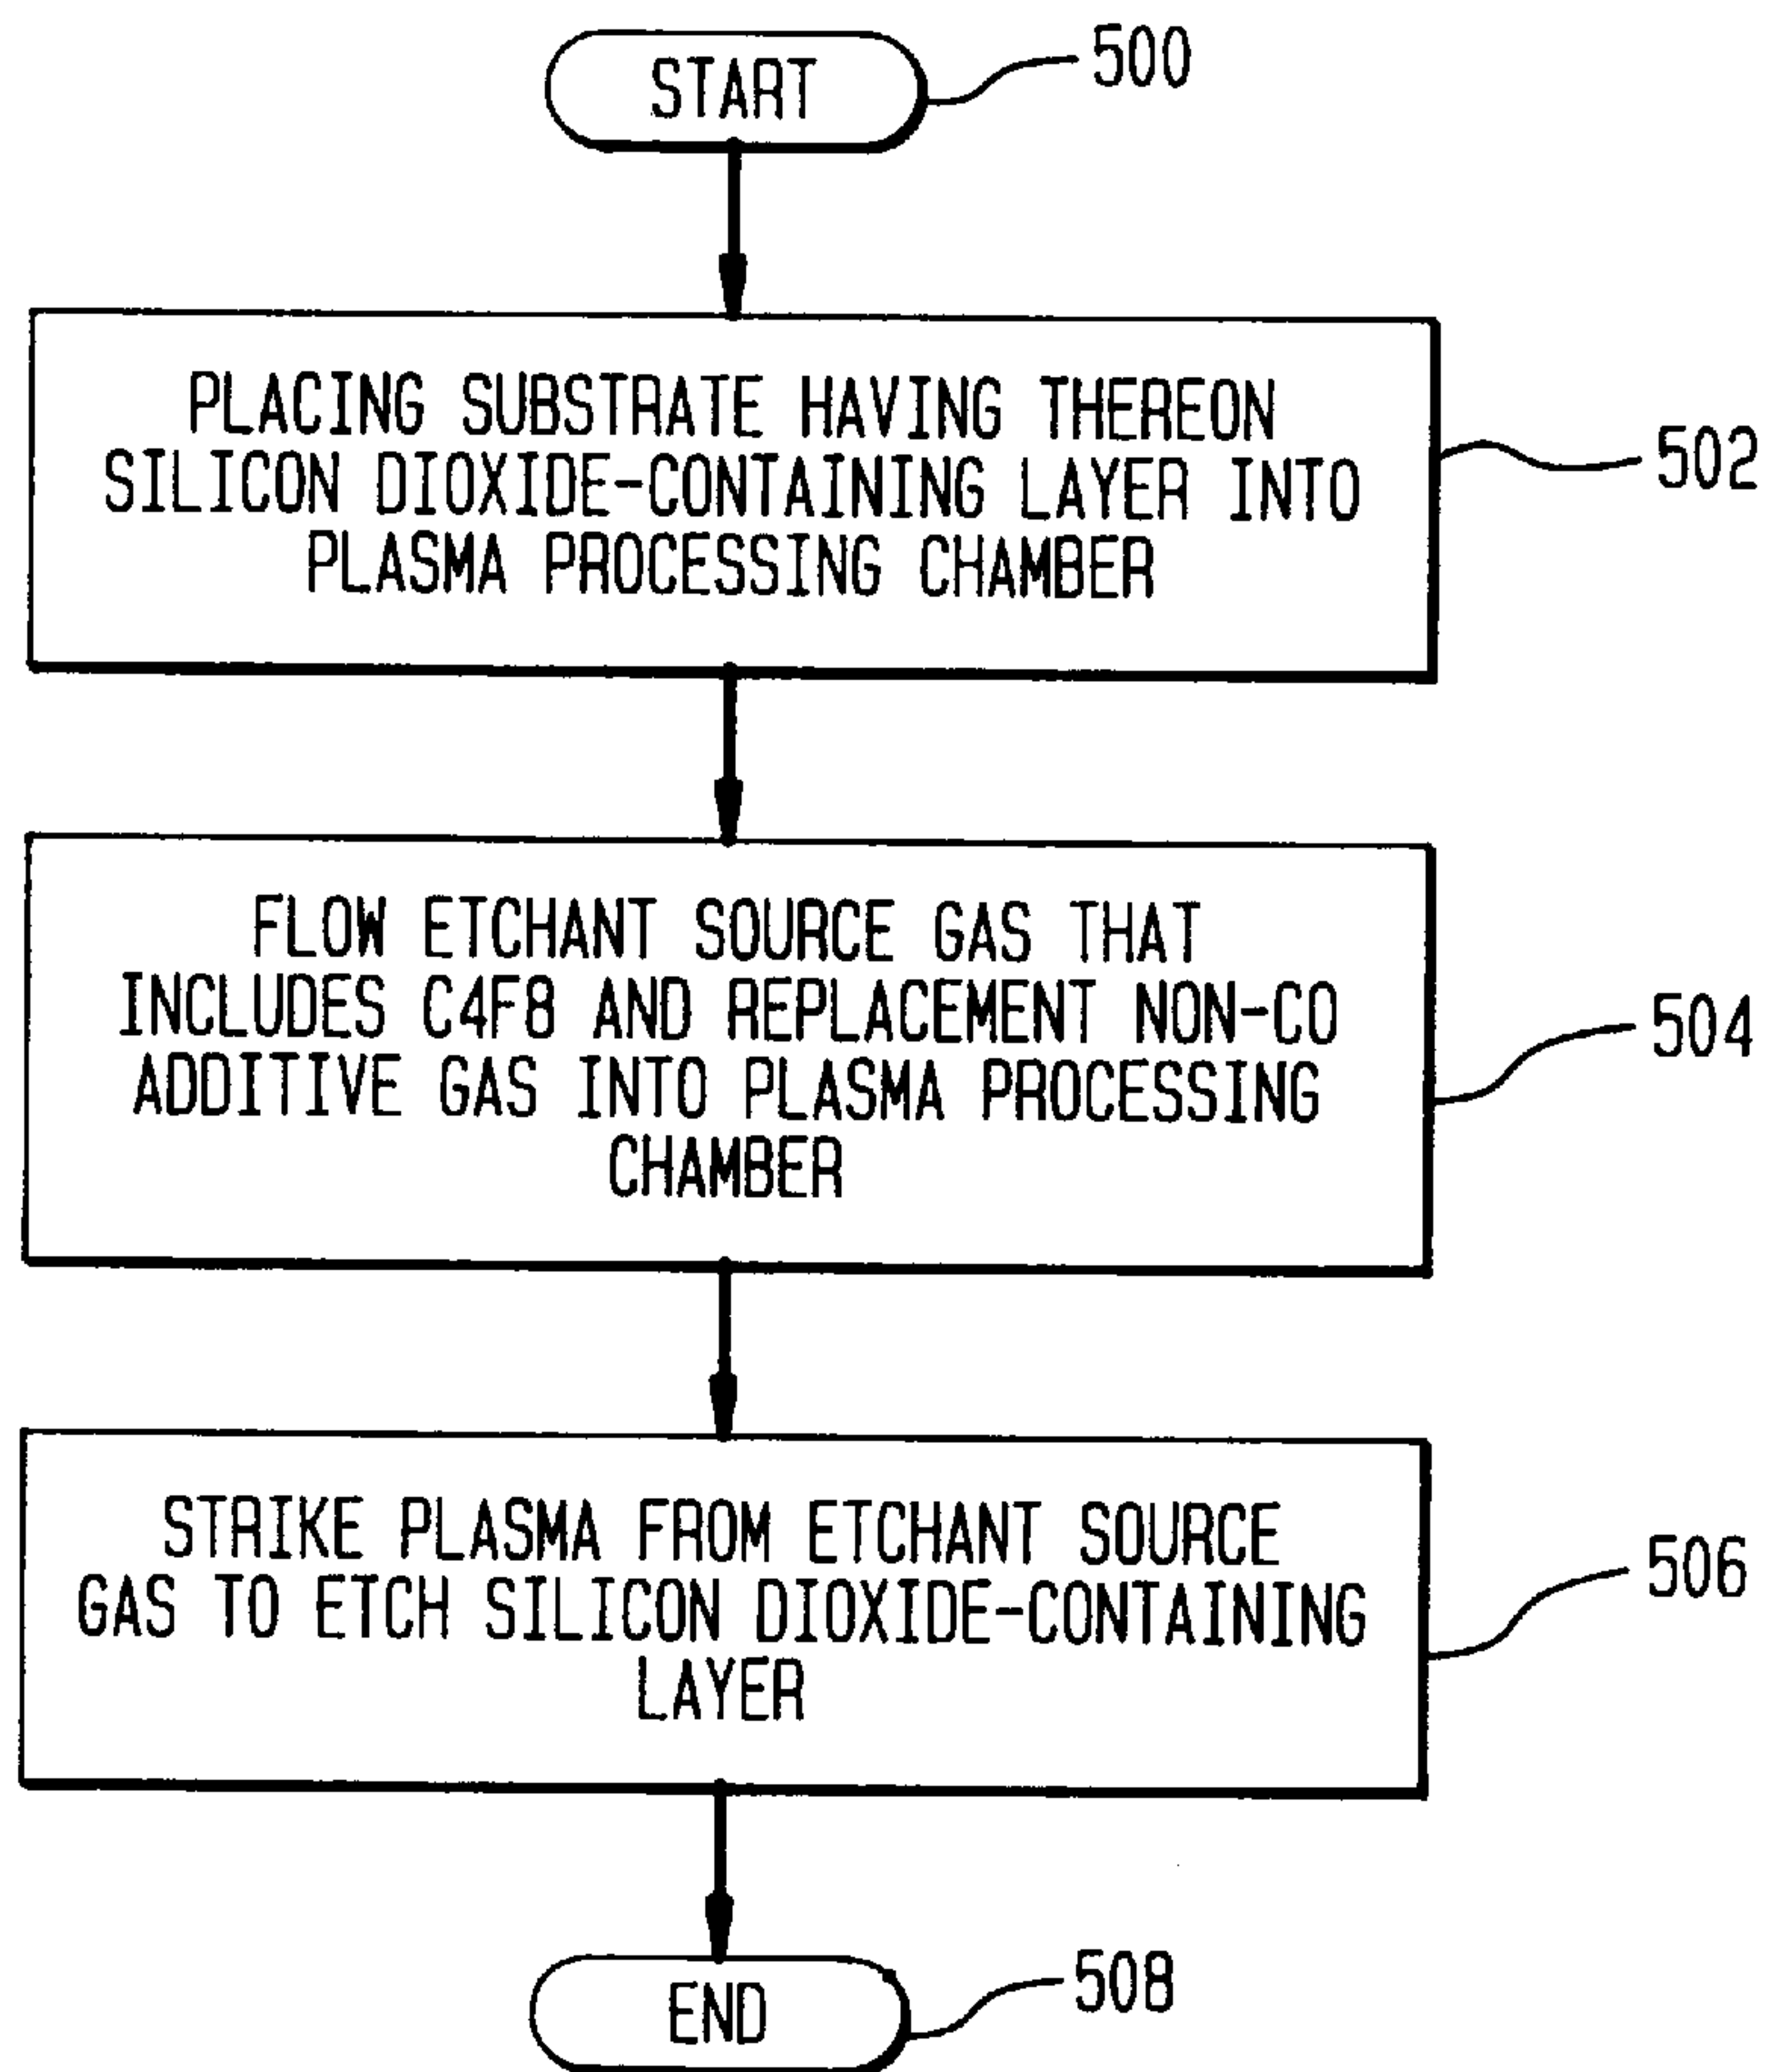 START
500
PLACING SUBSTRATE HAVING THEREON
SILICON DIOXIDE-CONTAINING LAYER INTO
PLASMA PROCESSING CHAMBER
502
FLOW ETCHANT SOURCE GAS THAT
INCLUDES C4F8 AND REPLACEMENT NON-CO
ADDITIVE GAS INTO PLASMA PROCESSING
CHAMBER
504
STRIKE PLASMA FROM ETCHANT SOURCE
GAS TO ETCH SILICON DIOXIDE-CONTAINING
LAYER
506
END
508